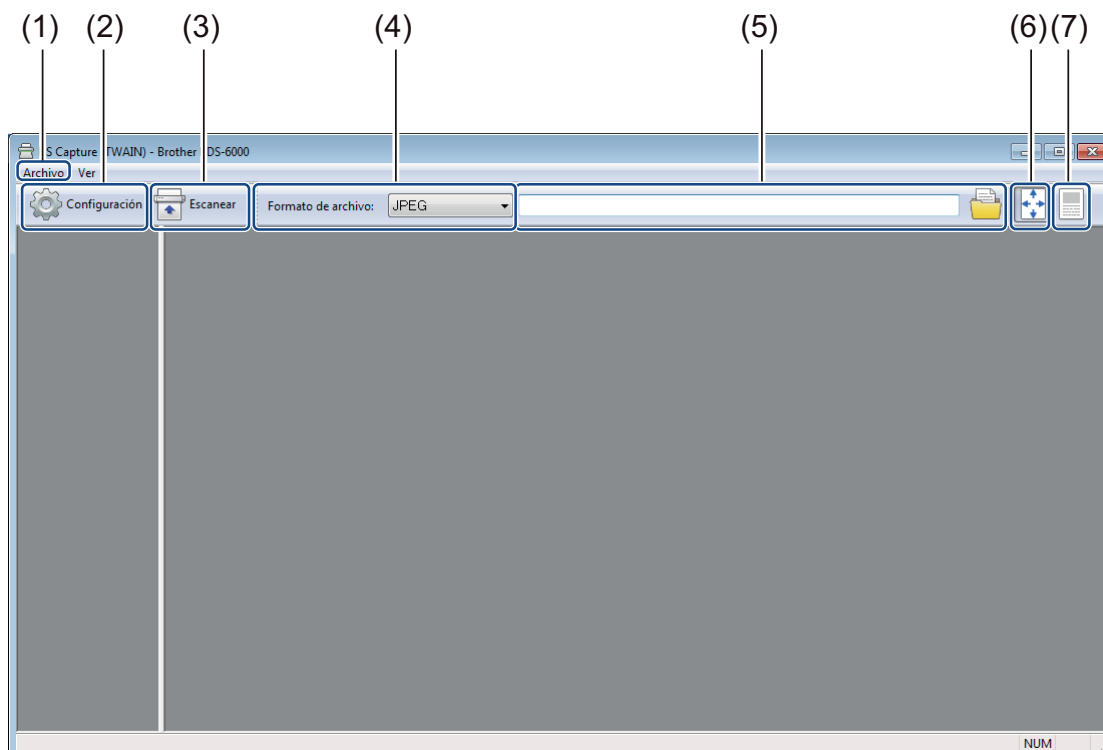 (1) (2) (3) (4) (5) (6) (7)
S Capture TWAIN) - Brother DS-6000
Archivo Ver
Configuración Escanear Formato de archivo: JPEG
NUM